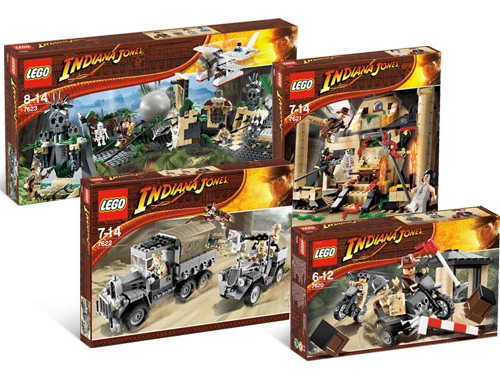 LEGO
INDIANA JONES
8-14
7623
LEGO
INDIANA JONES
7-14
7621
LEGO
INDIANA JONES
7-14
7622
LEGO
INDIANA JONES
6-12
7620